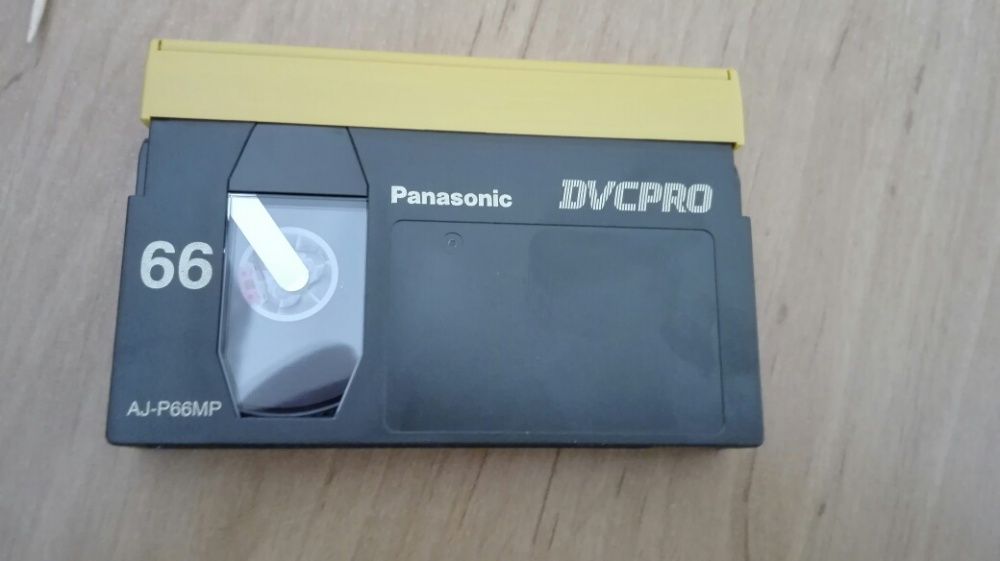 Panasonic
DVCPRO
66
AJ-P66MP